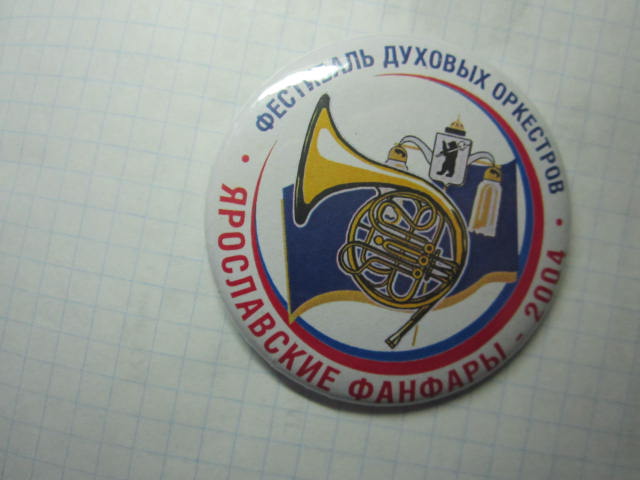 ФЕСТИВАЛЬ ДУХОВЫХ ОРКЕСТРОВ
ЯРОСЛАВСКИЕ ФАНФАРЫ - 2004